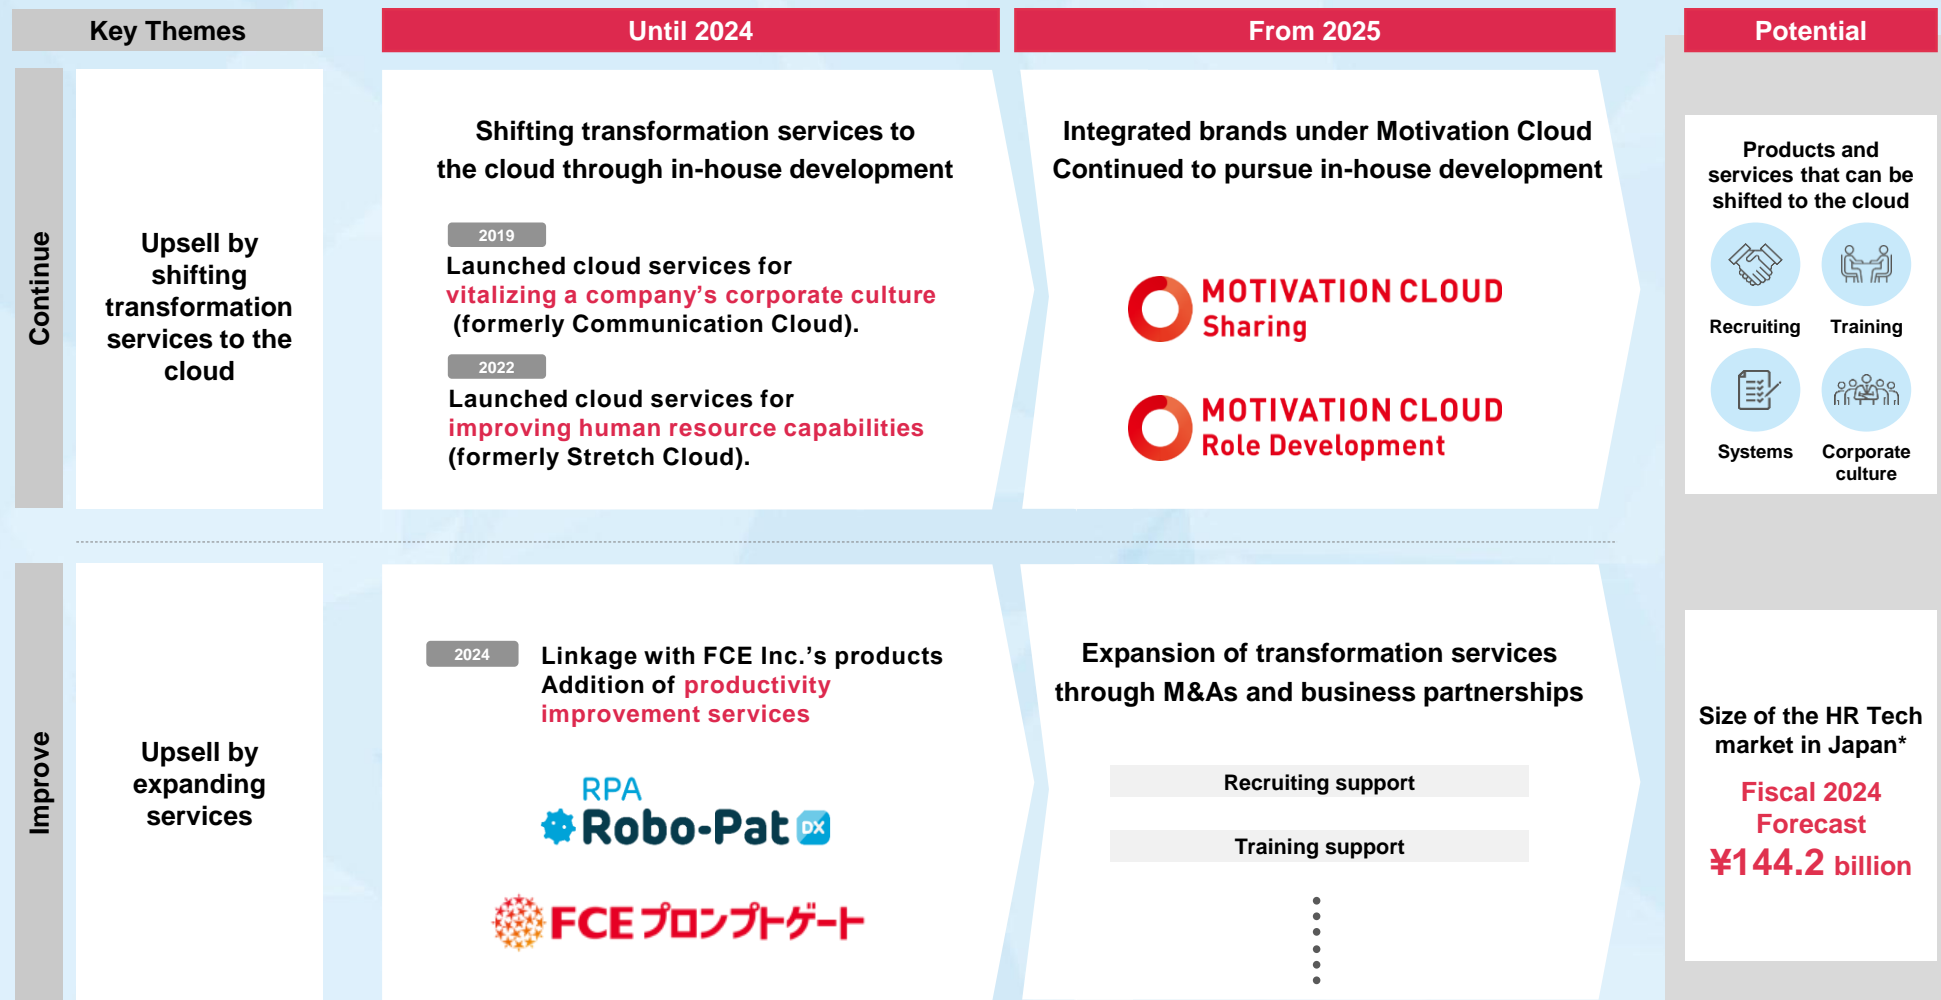 Key Themes
Until 2024
From 2025
Potential
Continue
Upsell by
shifting
transformation
services to the
cloud
Shifting transformation services to
the cloud through in-house development
2019
Launched cloud services for
vitalizing a company's corporate culture
(formerly Communication Cloud).
2022
Launched cloud services for
improving human resource capabilities
(formerly Stretch Cloud).
Integrated brands under Motivation Cloud
Continued to pursue in-house development
MOTIVATION CLOUD
Sharing
MOTIVATION CLOUD
Role Development
Products and
services that can be
shifted to the cloud
Recruiting
Training
Systems
Corporate
culture
Improve
Upsell by
expanding
services
2024
Linkage with FCE Inc.'s products
Addition of productivity
improvement services
RPA
Robo-Pat DX
FCE プロンプトゲート
Expansion of transformation services
through M&As and business partnerships
Recruiting support
Training support
Size of the HR Tech
market in Japan*
Fiscal 2024
Forecast
¥144.2 billion